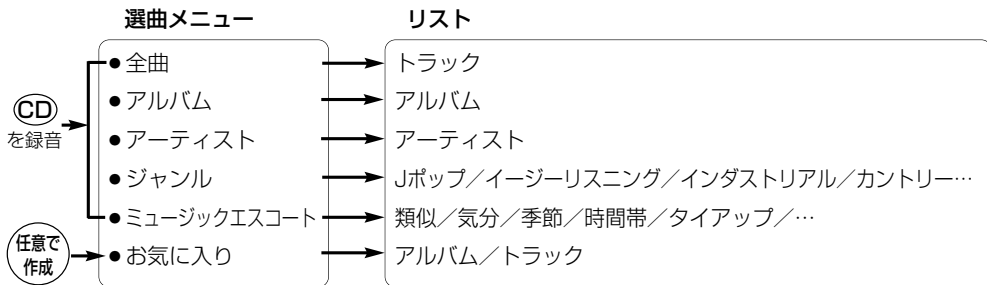 選曲メニュー リスト
●全曲 トラック
●アルバム アルバム
CD
を録音
●アーティスト アーティスト
●ジャンル Jポップ／イージーリスニング／インダストリアル／カントリー…
●ミュージックエスコート 類似／気分／季節／時間帯／タイアップ／…
任意で
作成
●お気に入り アルバム／トラック